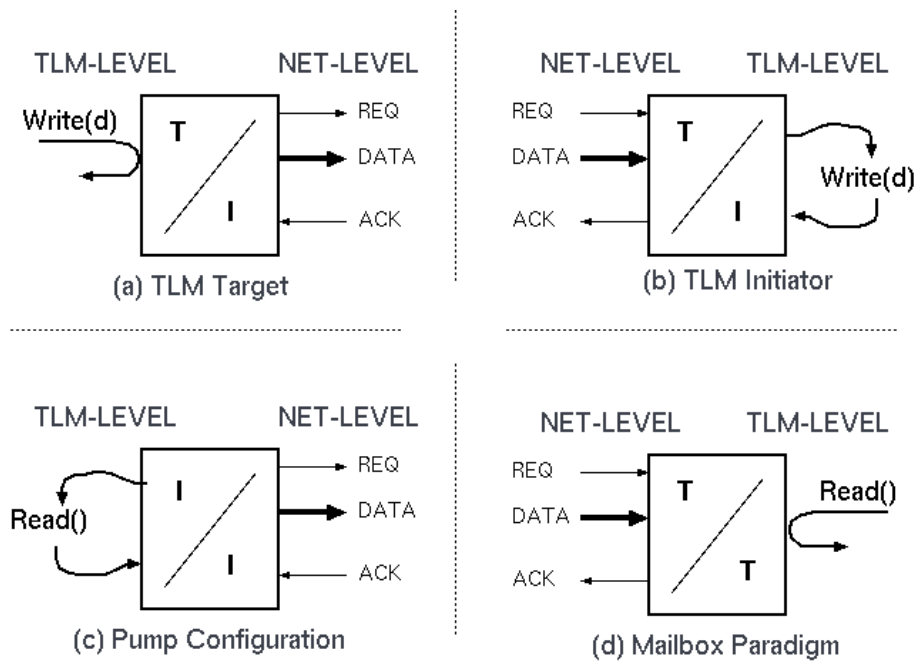 TLM-LEVEL NET-LEVEL
Write(d)
T
I
REQ
DATA
ACK
(a) TLM Target
NET-LEVEL TLM-LEVEL
REQ
DATA
ACK
T
I
Write(d)
(b) TLM Initiator
TLM-LEVEL NET-LEVEL
Read()
I
I
REQ
DATA
ACK
(c) Pump Configuration
NET-LEVEL TLM-LEVEL
REQ
DATA
ACK
T
T
Read()
(d) Mailbox Paradigm